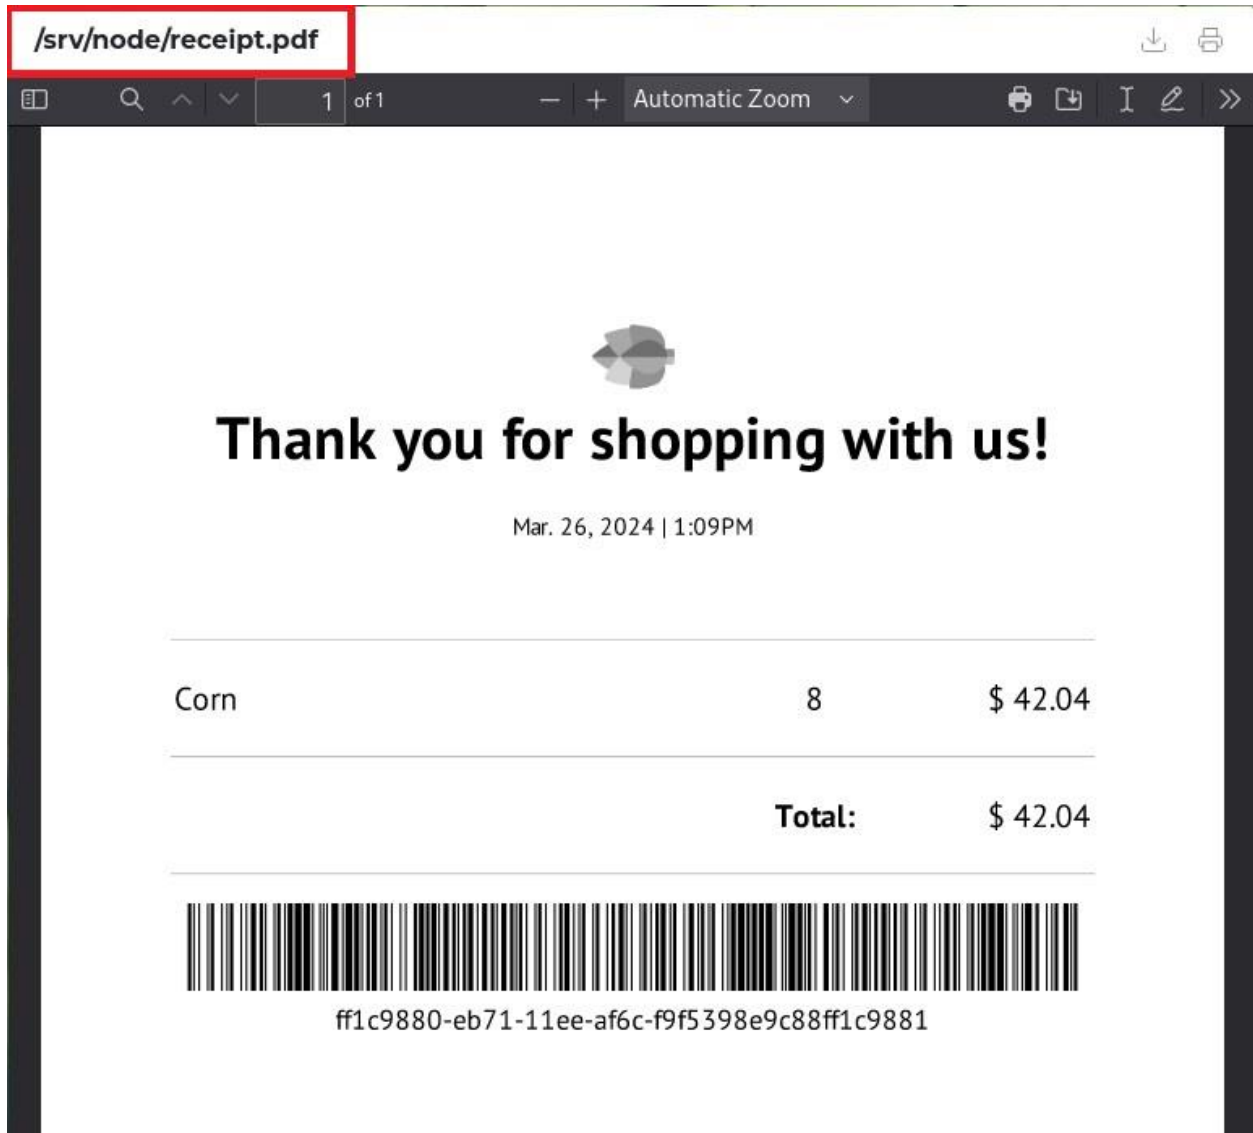 /srv/node/receipt.pdf
1 of 1 Automatic Zoom
Thank you for shopping with us!
Mar. 26, 2024 | 1:09PM
Corn 8 $ 42.04
Total: $ 42.04
ff1c9880-eb71-11ee-af6c-f9f5398e9c88ff1c9881